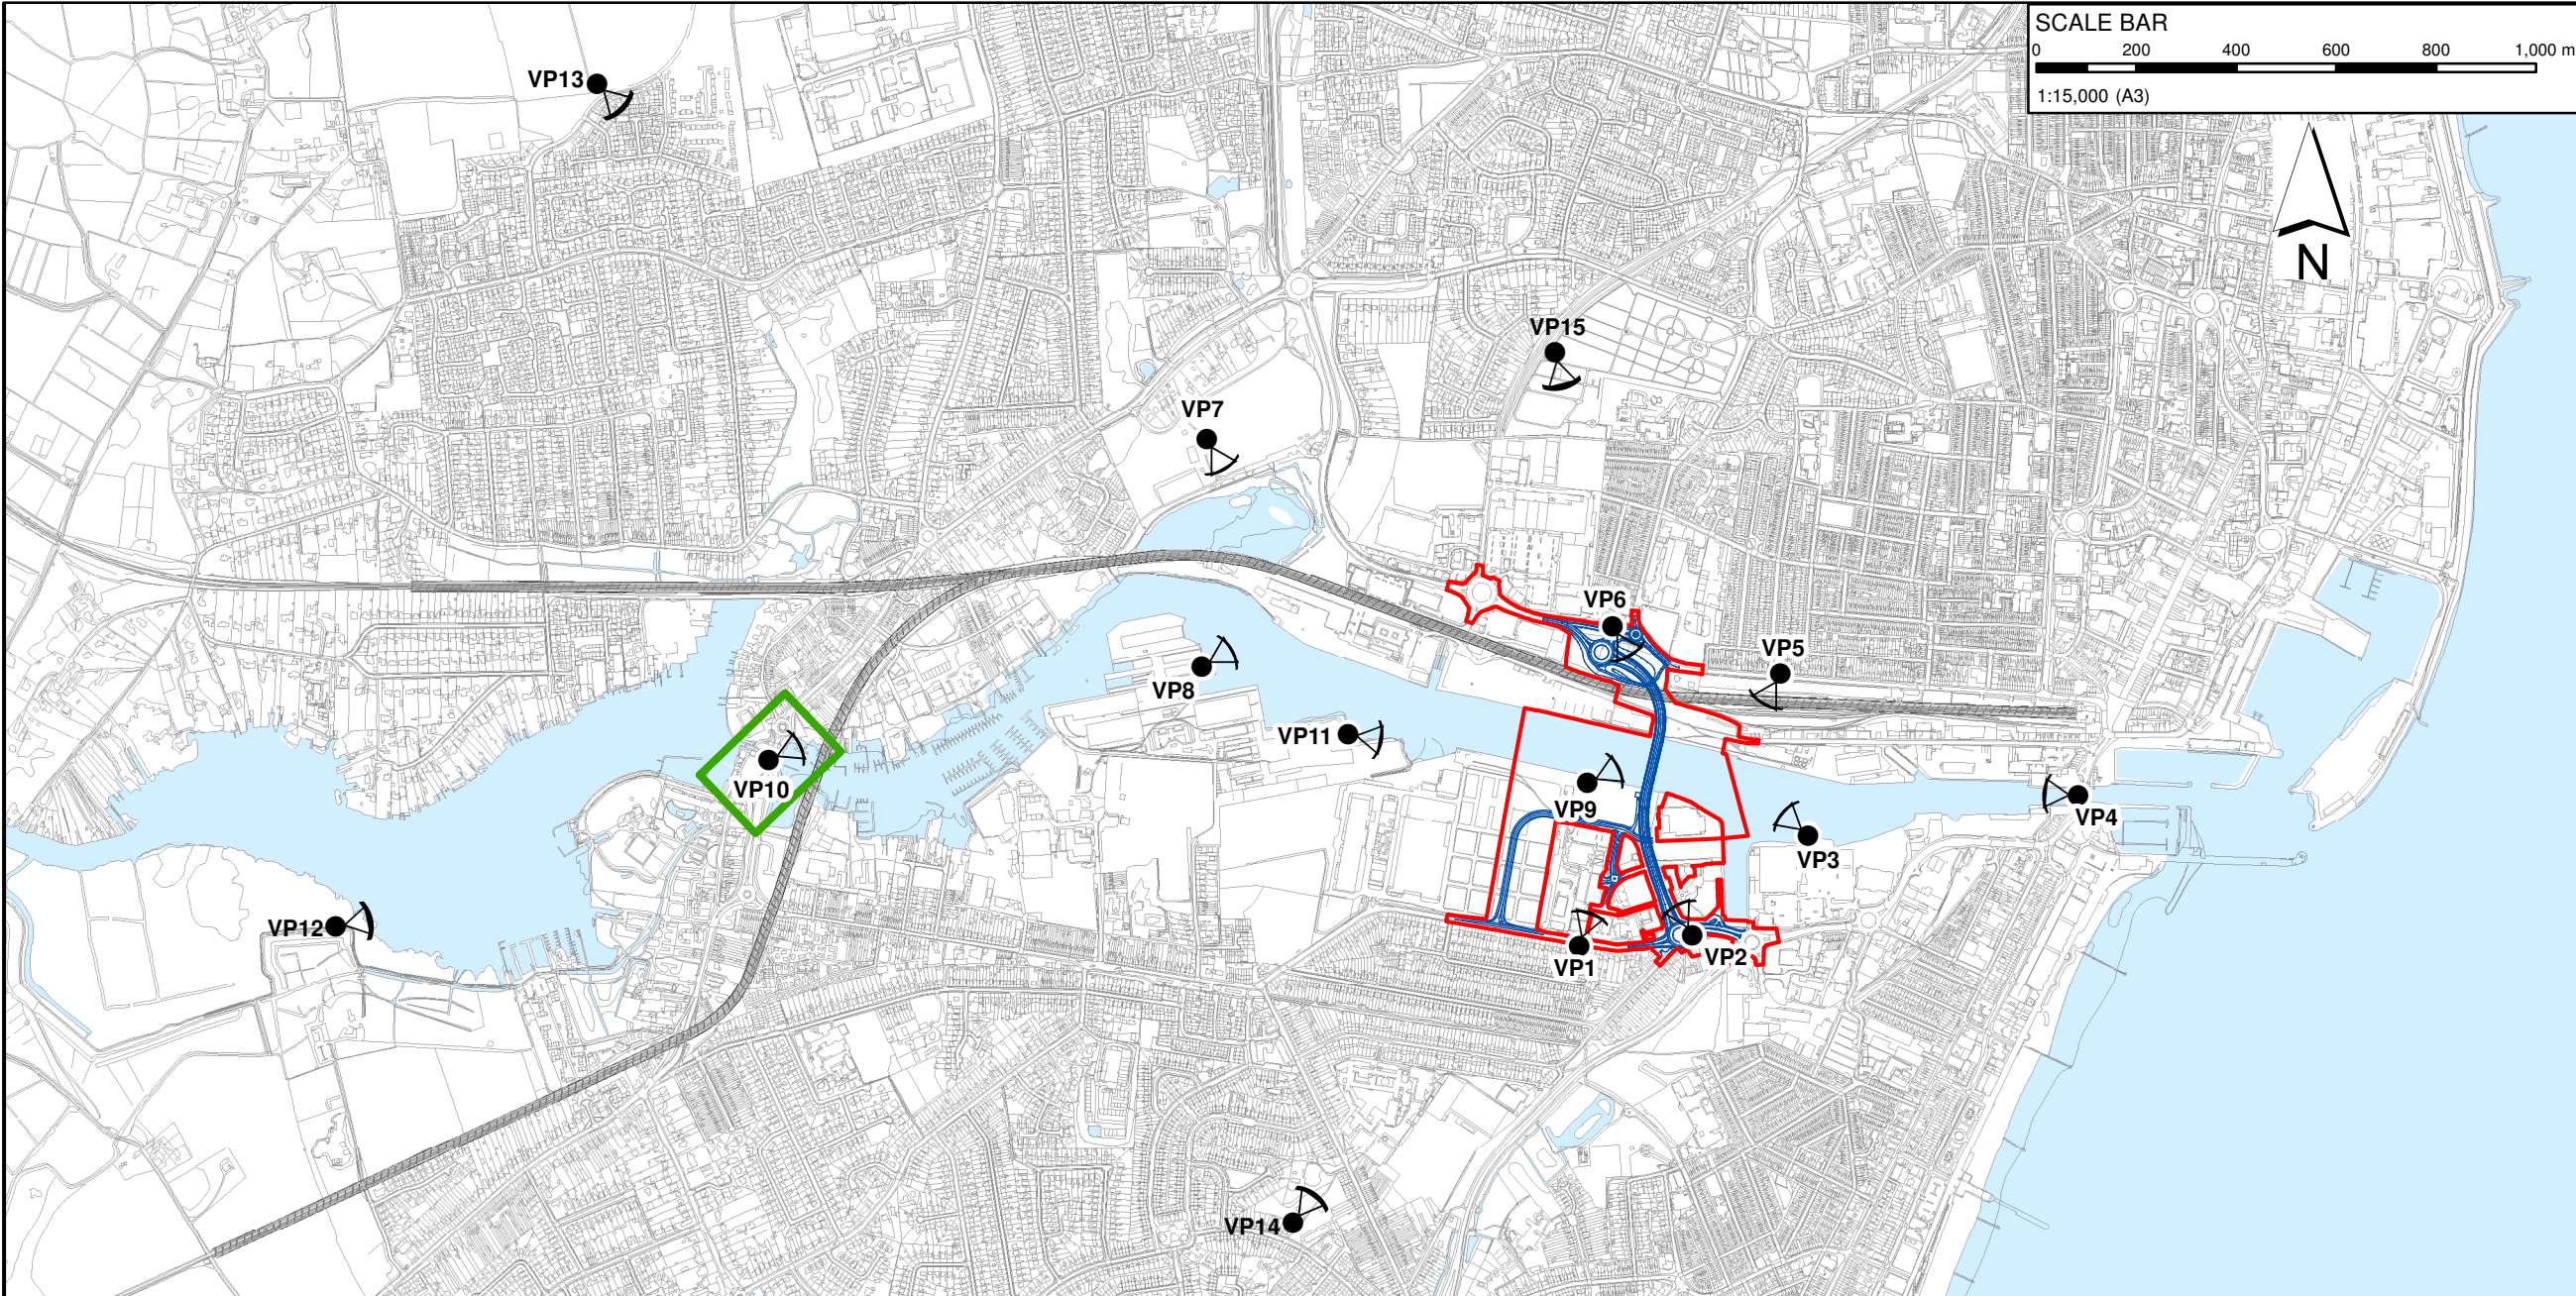 SCALE BAR
0 200 400 600 800 1,000 m
1:15,000 (A3)
N
VP13
VP15
VP7
VP6
VP5
VP8
VP11
VP10
VP9
VP4
VP3
VP12
VP2
VP1
VP14